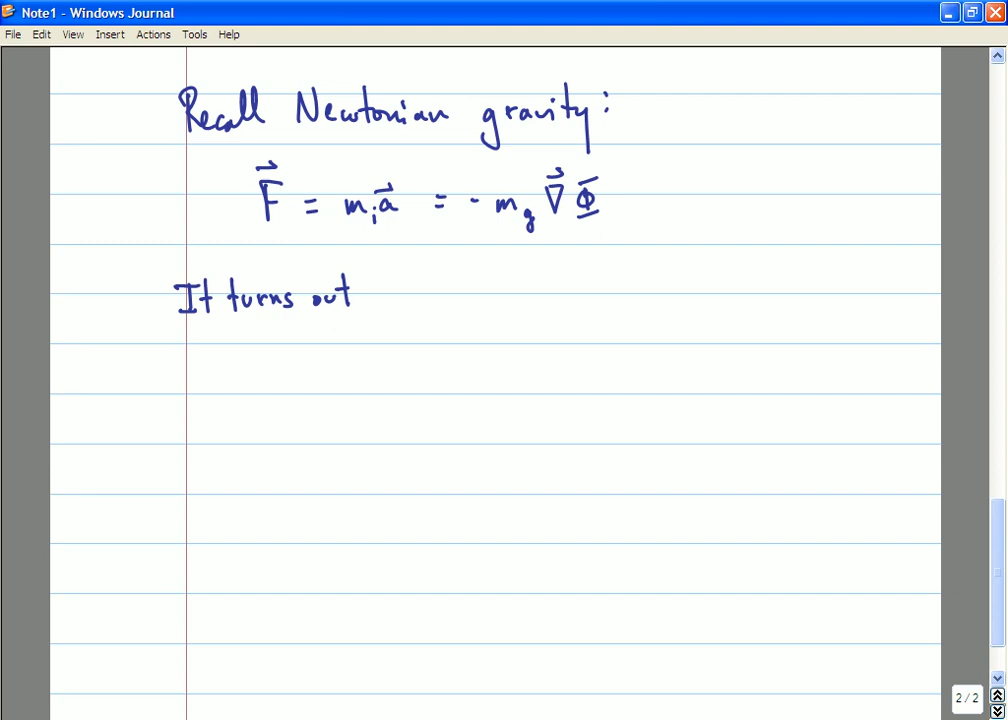 Note1 - Windows Journal
File Edit View Insert Actions Tools Help
Recall Newtonian gravity:
F⃗ = mᵢa⃗ = - m_g ∇⃗ Φ
It turns out
2/2